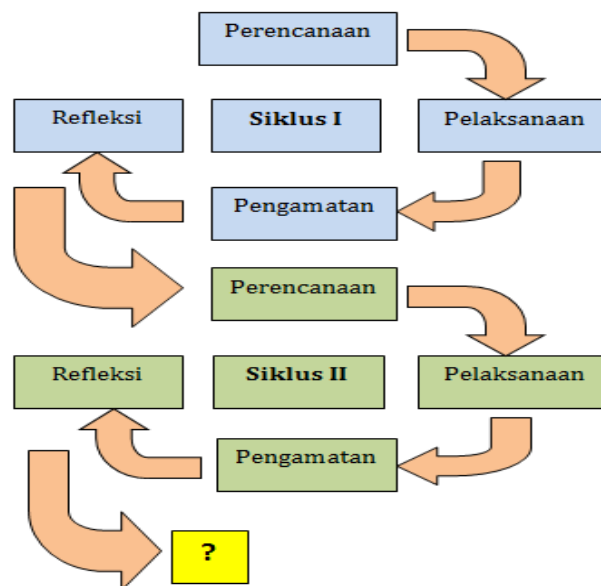 Perencanaan
Refleksi
Siklus I
Pelaksanaan
Pengamatan
Perencanaan
Refleksi
Siklus II
Pelaksanaan
Pengamatan
?